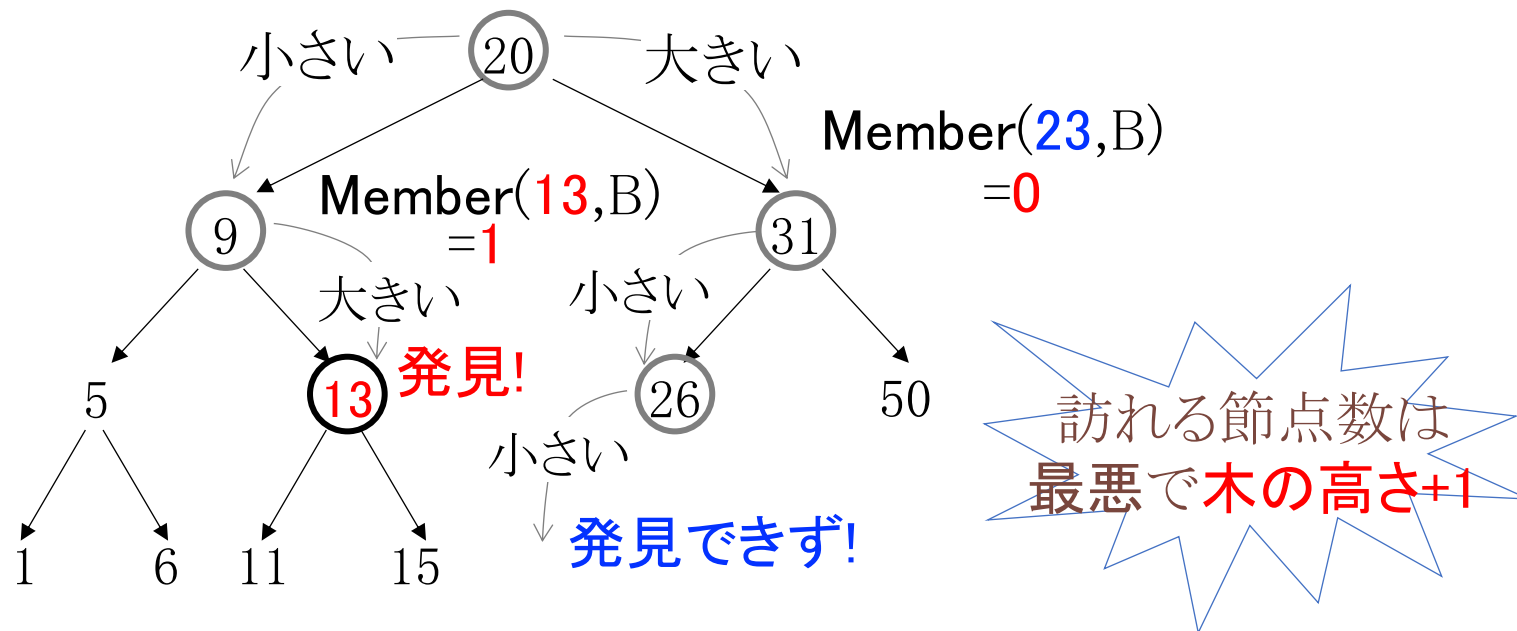 小さい
20
大きい
Member(23,B)
=0
9
Member(13,B)
=1
31
大きい
小さい
5
13
発見!
26
50
小さい
発見できず!
訪れる節点数は
最悪で木の高さ+1
1
6
11
15